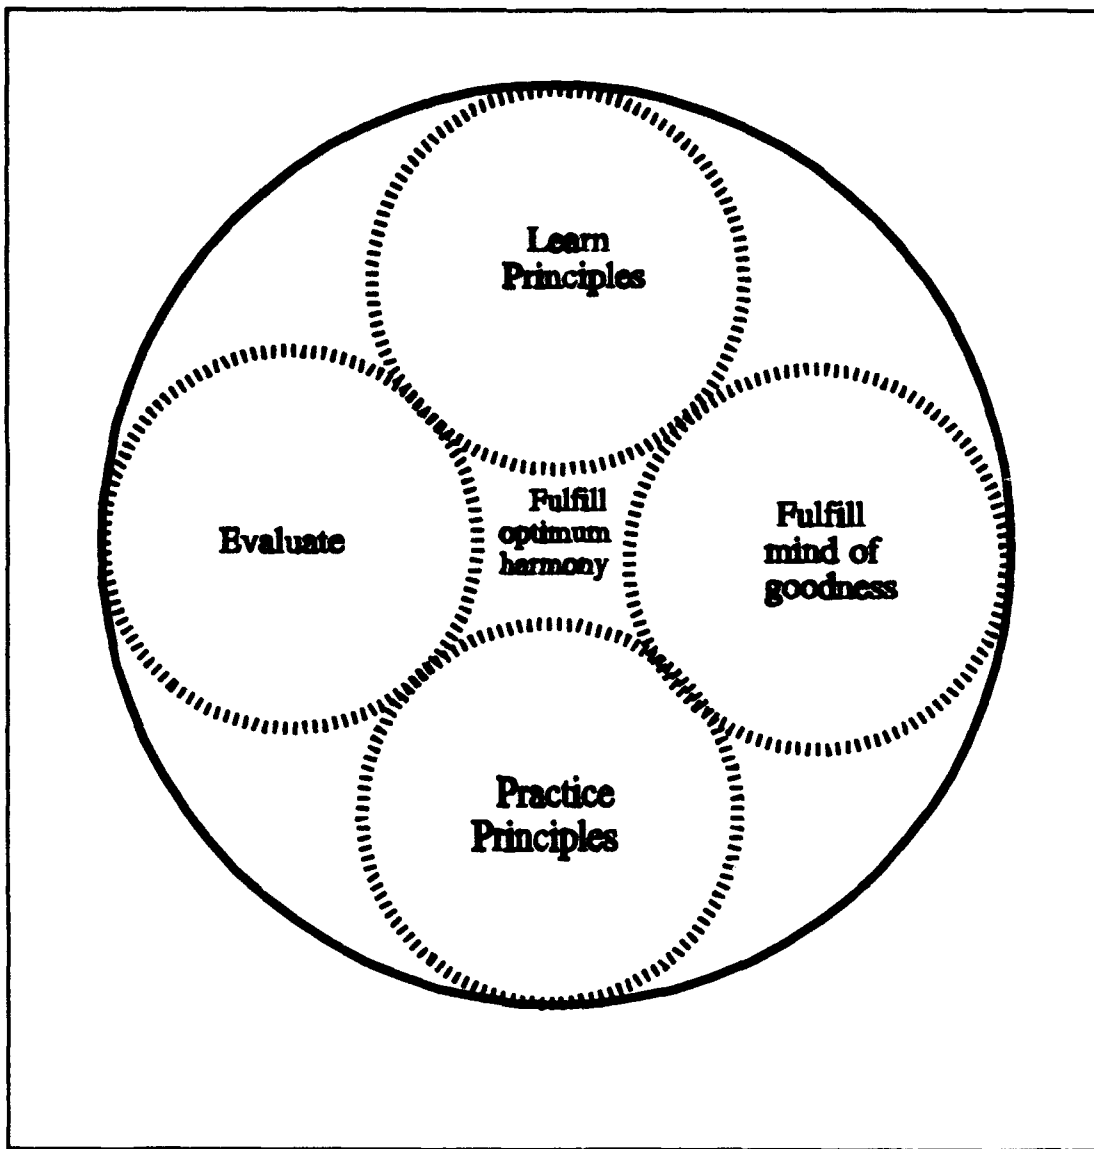 Learn
Principles
Fulfill
optimum
harmony
Evaluate
Fulfill
mind of
goodness
Practice
Principles